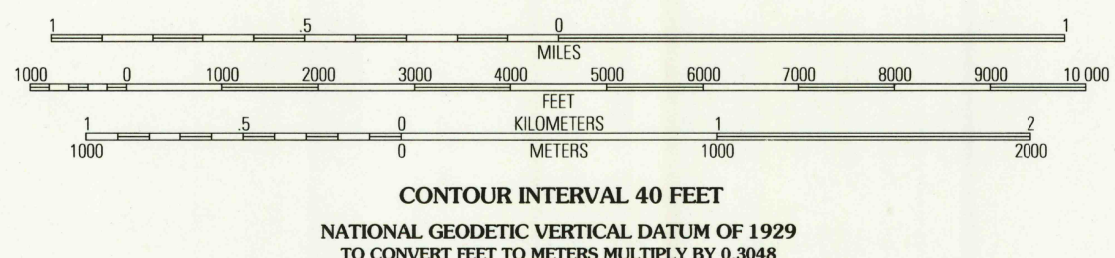 1 .5 0 1
MILES
1000 0 1000 2000 3000 4000 5000 6000 7000 8000 9000 10 000
FEET
1 .5 0 KILOMETERS 1 2
1000 0 METERS 1000 2000
CONTOUR INTERVAL 40 FEET
NATIONAL GEODETIC VERTICAL DATUM OF 1929
TO CONVERT FEET TO METERS MULTIPLY BY 0.3048